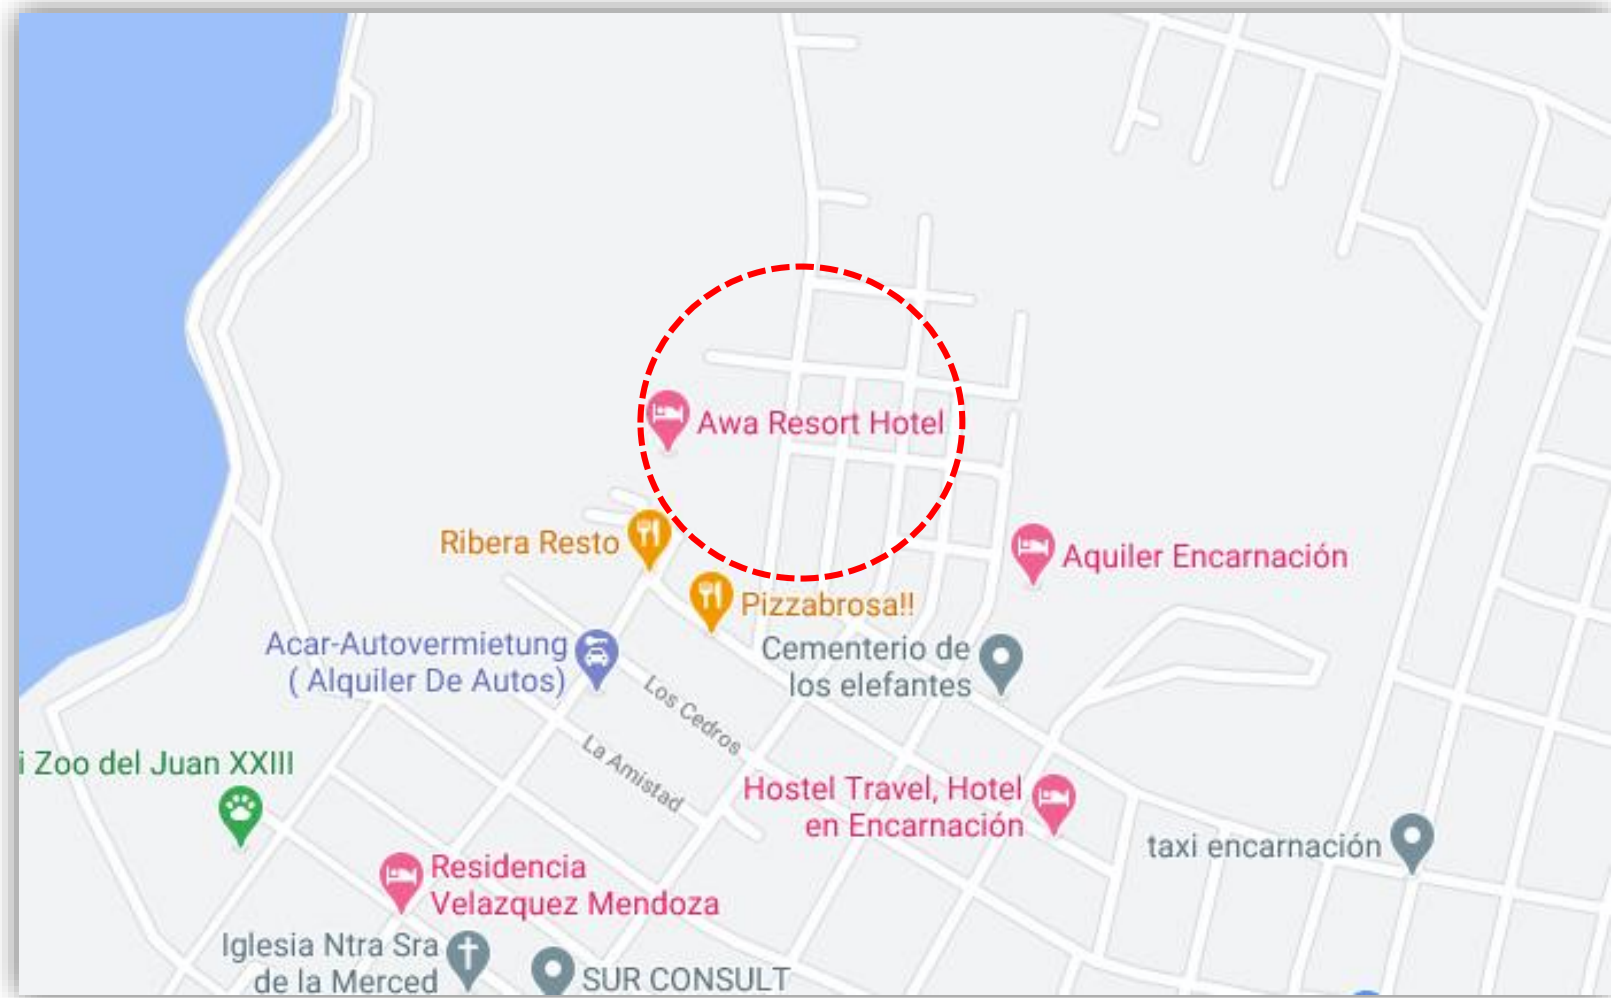 Awa Resort Hotel
Ribera Resto
Aquiler Encarnación
Pizzabrosa!!
Acar-Autovermietung
( Alquiler De Autos)
Cementerio de
los elefantes
Los Cedros
La Amistad
i Zoo del Juan XXIII
Hostel Travel, Hotel
en Encarnación
taxi encarnación
Residencia
Velazquez Mendoza
Iglesia Ntra Sra
de la Merced
SUR CONSULT